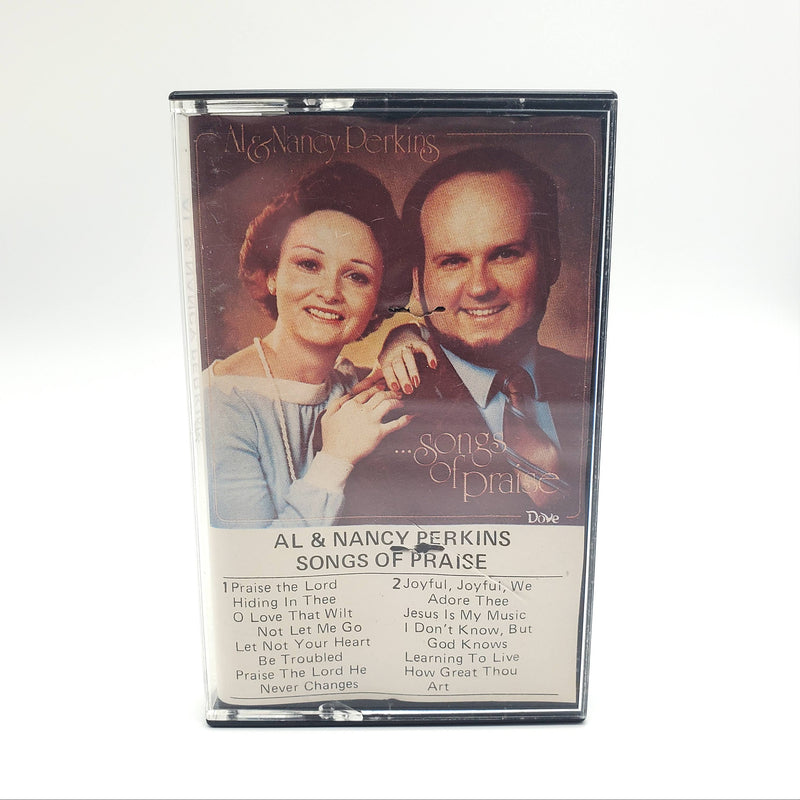 Al & Nancy Perkins
...songs
of praise
Dove
AL & NANCY PERKINS
SONGS OF PRAISE
1 Praise the Lord
Hiding In Thee
O Love That Wilt
Not Let Me Go
Let Not Your Heart
Be Troubled
Praise The Lord He
Never Changes
2 Joyful, Joyful, We
Adore Thee
Jesus Is My Music
I Don't Know, But
God Knows
Learning To Live
How Great Thou
Art